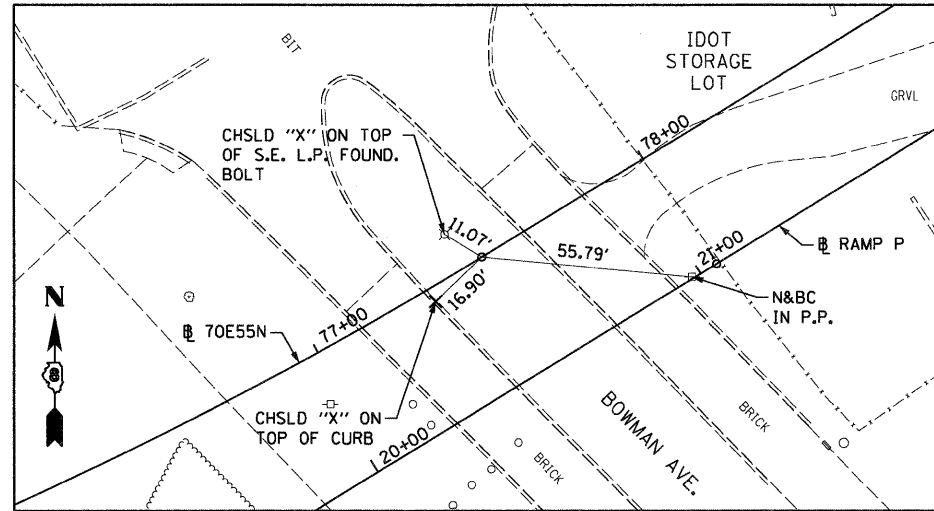 IDOT
STORAGE
LOT
BIT
GRVL
CHSLD "X" ON TOP
OF S.E. L.P. FOUND.
BOLT
78+00
11.07'
55.79'
21+00
℄ RAMP P
16.90'
N&BC
IN P.P.
N
8
77+00
℄ 70E55N
CHSLD "X" ON
TOP OF CURB
20+00
BOWMAN AVE.
BRICK
BRICK